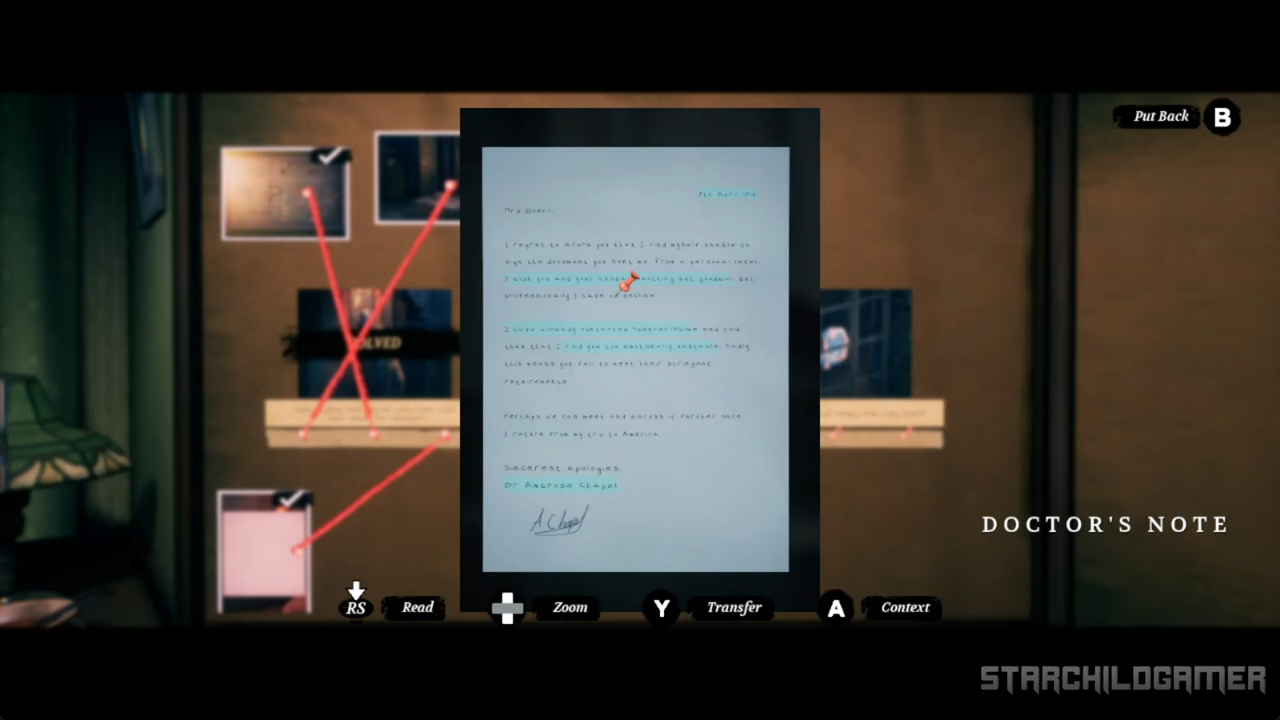 Put Back B
Mrs
I regret to inform you that I find myself unable to
sign the document you sent me. From a personal level,
I wish you and your nothing but goodwill but
professionally I have to decline.
I have already contacted and told
them that I find you too emotionally unstable. Sadly
this means you fail to meet their stringent
requirements.
Perhaps we can meet and discuss it further once
I return from my trip to America.
Sincerest apologies.
Dr Ambrose Chapel
A Chapel
OLVED
DOCTOR'S NOTE
RS Read Zoom Y Transfer A Context
STARCHILDGAMER